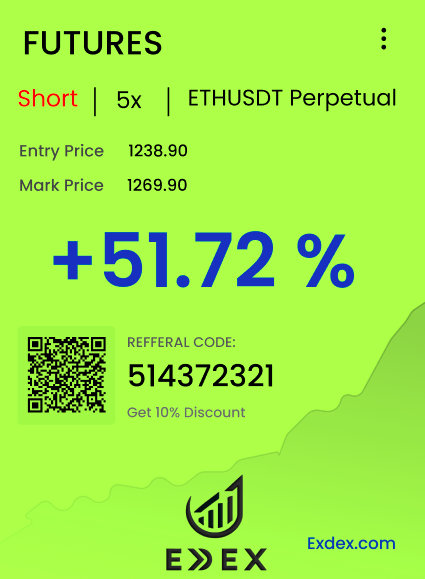 FUTURES
Short | 5x | ETHUSDT Perpetual
Entry Price 1238.90
Mark Price 1269.90
+51.72 %
REFFERAL CODE:
514372321
Get 10% Discount
EXDEX
Exdex.com